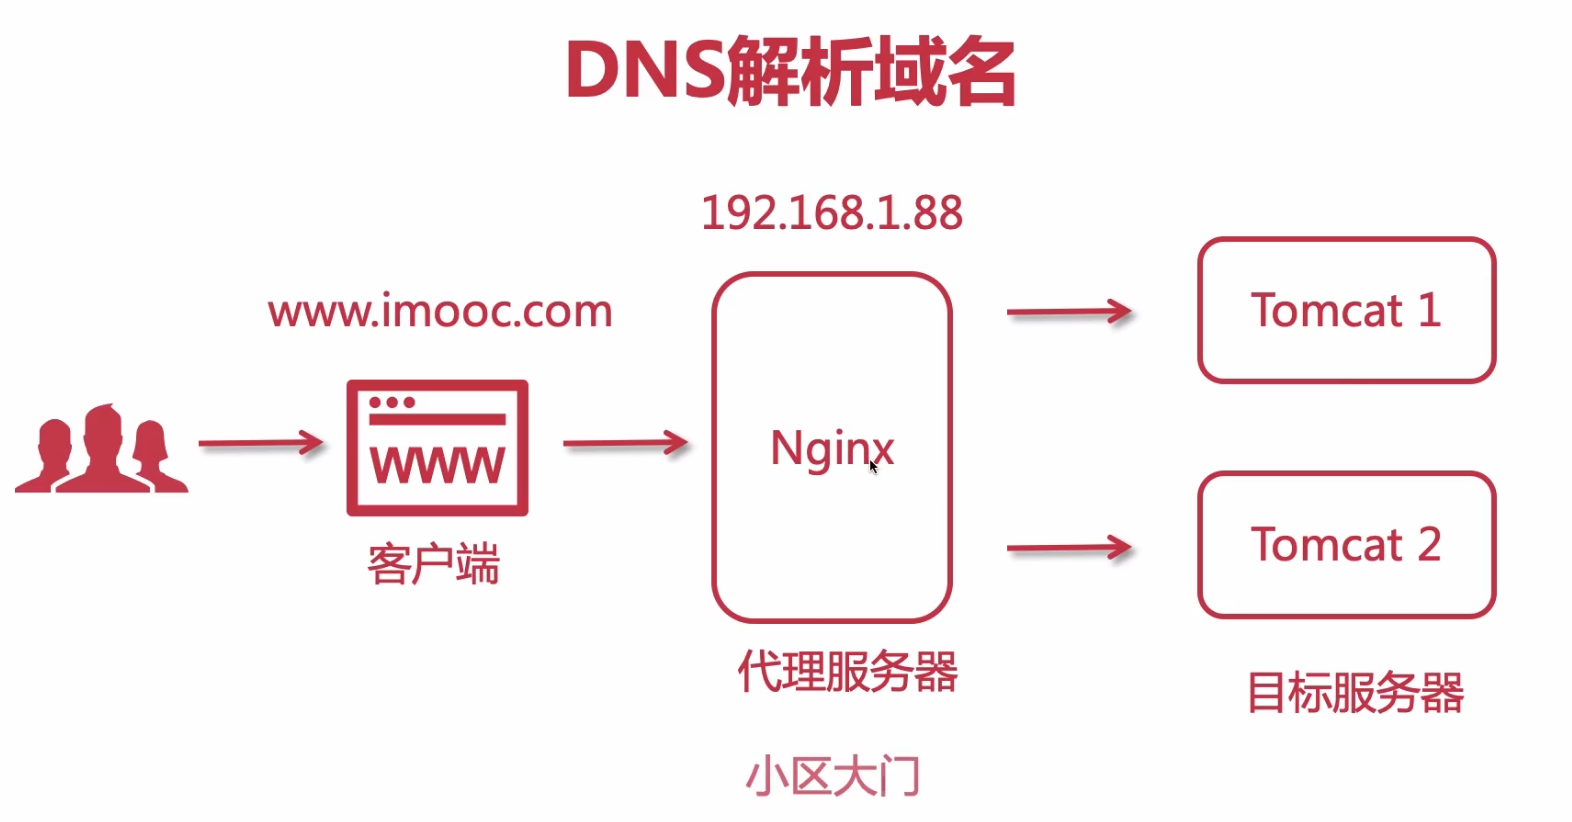 DNS解析域名
192.168.1.88
www.imooc.com
Tomcat 1
Nginx
WWW
Tomcat 2
客户端
代理服务器
目标服务器
小区大门